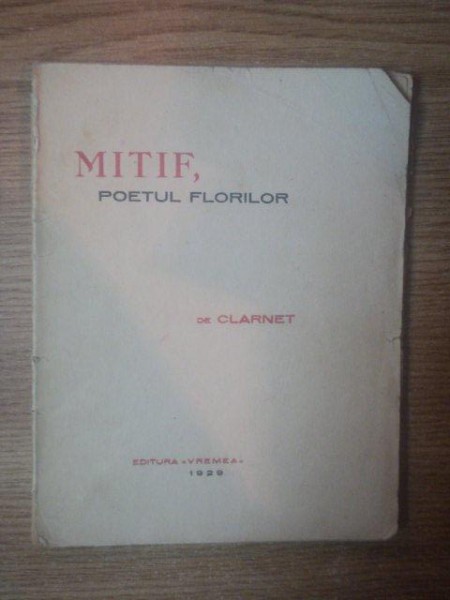 MITIF,
POETUL FLORILOR
DE CLARNET
EDITURA «VREMEA»
1929